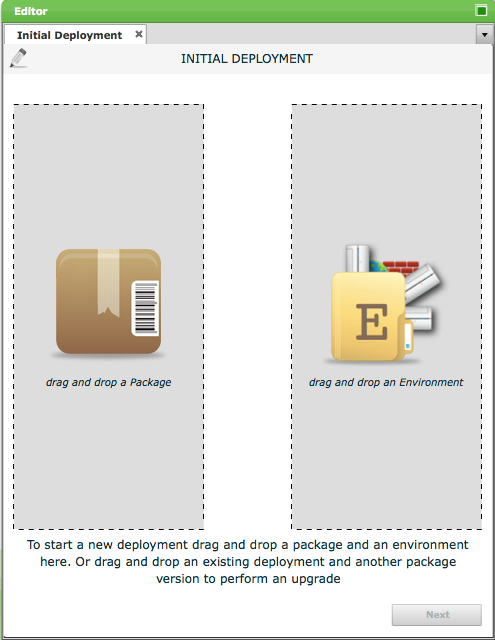 Editor
Initial Deployment
INITIAL DEPLOYMENT
E
drag and drop a Package
drag and drop an Environment
To start a new deployment drag and drop a package and an environment
here. Or drag and drop an existing deployment and another package
version to perform an upgrade
Next